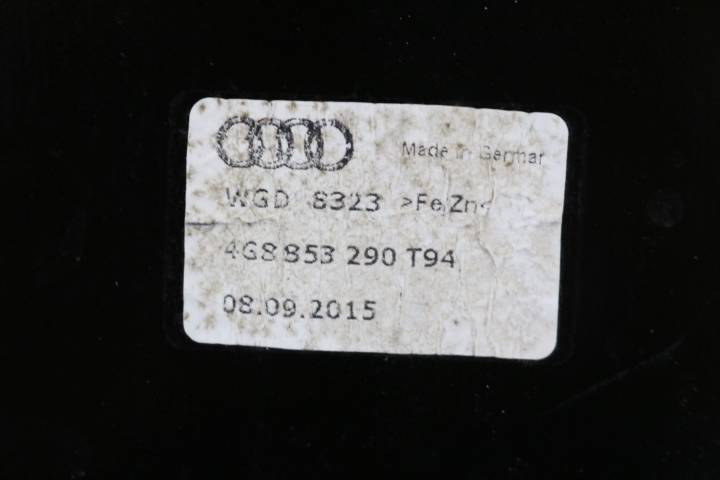 Made in German
WGD 8323 >Fe/Zn<
4G8 853 290 T94
08.09.2015